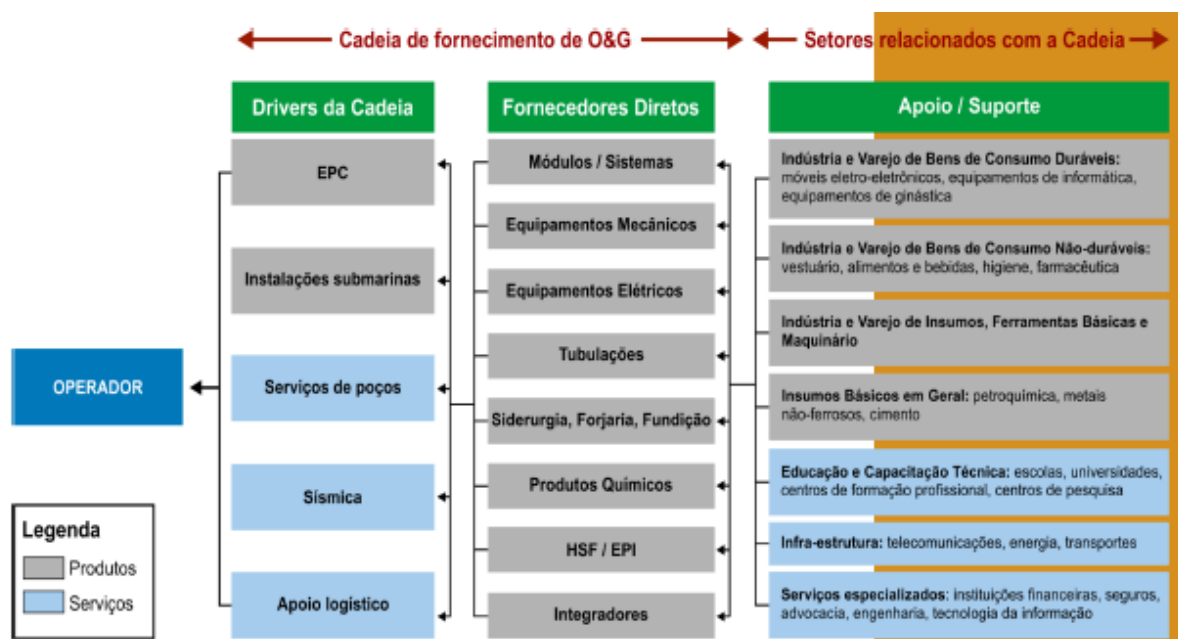 Cadeia de fornecimento de O&G
Setores relacionados com a Cadeia
Drivers da Cadeia
Fornecedores Diretos
Apoio / Suporte
EPC
Instalações submarinas
Serviços de poços
Sísmica
Apoio logístico
Módulos / Sistemas
Equipamentos Mecânicos
Equipamentos Elétricos
Tubulações
Siderurgia, Forjaria, Fundição
Produtos Químicos
HSF / EPI
Integradores
Indústria e Varejo de Bens de Consumo Duráveis:
móveis eletro-eletrônicos, equipamentos de informática,
equipamentos de ginástica
Indústria e Varejo de Bens de Consumo Não-duráveis:
vestuário, alimentos e bebidas, higiene, farmacêutica
Indústria e Varejo de Insumos, Ferramentas Básicas e
Maquinário
Insumos Básicos em Geral: petroquímica, metais
não-ferrosos, cimento
Educação e Capacitação Técnica: escolas, universidades,
centros de formação profissional, centros de pesquisa
Infra-estrutura: telecomunicações, energia, transportes
Serviços especializados: instituições financeiras, seguros,
advocacia, engenharia, tecnologia da informação
OPERADOR
Legenda
Produtos
Serviços